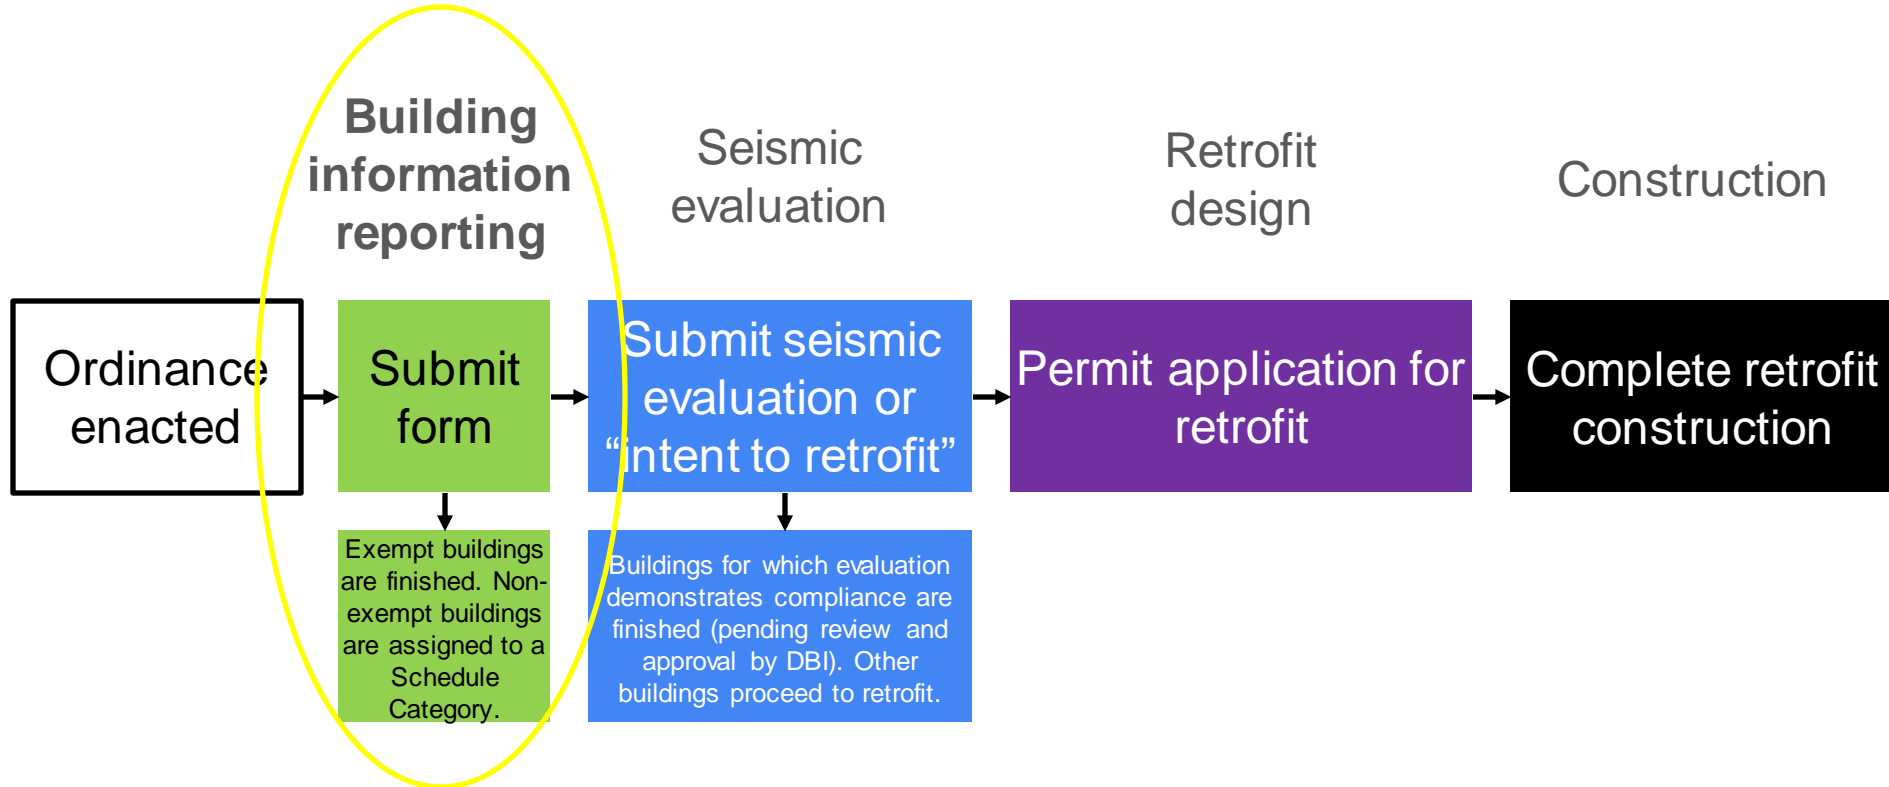 Building
information
reporting
Seismic
evaluation
Retrofit
design
Construction
Ordinance
enacted
Submit
form
Submit seismic
evaluation or
“intent to retrofit”
Permit application for
retrofit
Complete retrofit
construction
Exempt buildings
are finished. Non-
exempt buildings
are assigned to a
Schedule
Category.
Buildings for which evaluation
demonstrates compliance are
finished (pending review and
approval by DBI). Other
buildings proceed to retrofit.